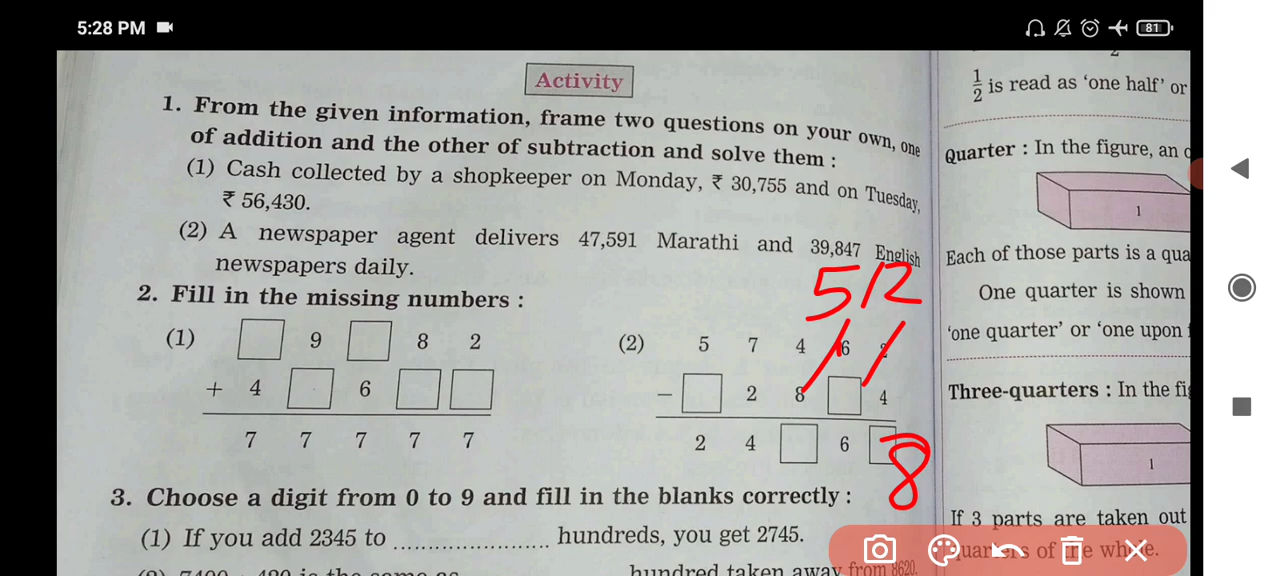 5:28 PM
81
Activity
1. From the given information, frame two questions on your own, one
of addition and the other of subtraction and solve them :
(1) Cash collected by a shopkeeper on Monday, ₹ 30,755 and on Tuesday,
₹ 56,430.
(2) A newspaper agent delivers 47,591 Marathi and 39,847 English
newspapers daily.
2. Fill in the missing numbers :
5 12
(1) 9 8 2
+ 4 6
7 7 7 7 7
(2) 5 7 4 6 2
− 2 8 4
2 4 6 8
3. Choose a digit from 0 to 9 and fill in the blanks correctly :
(1) If you add 2345 to ...................... hundreds, you get 2745.
hundred taken away from 8620.
1/2 is read as ‘one half’ or
Quarter : In the figure, an
1
Each of those parts is a qua
One quarter is shown
‘one quarter’ or ‘one upon
Three-quarters : In the fi
1
If 3 parts are taken out
quarters of the whole.